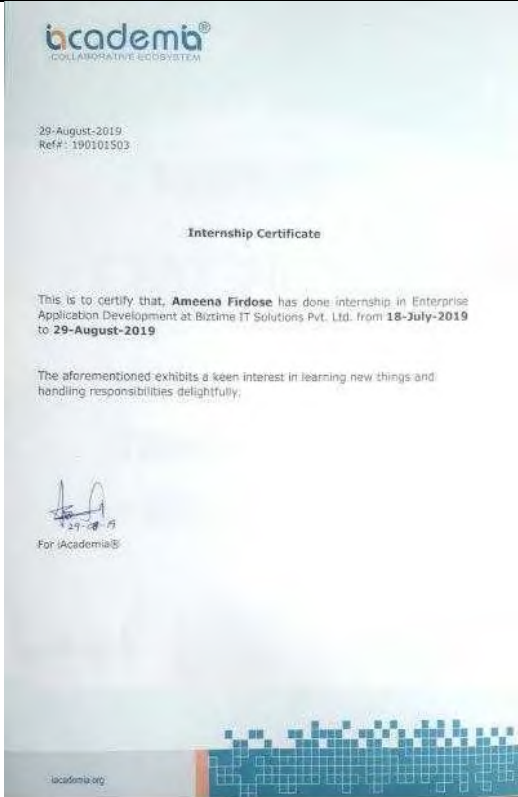 iacademia®
COLLABORATIVE ECOSYSTEM
29-August-2019
Ref#: 190101503
Internship Certificate
This is to certify that, Ameena Firdose has done internship in Enterprise
Application Development at Biztime IT Solutions Pvt. Ltd. from 18-July-2019
to 29-August-2019
The aforementioned exhibits a keen interest in learning new things and
handling responsibilities delightfully.
29-08-19
For iAcademia®
iacademia.org